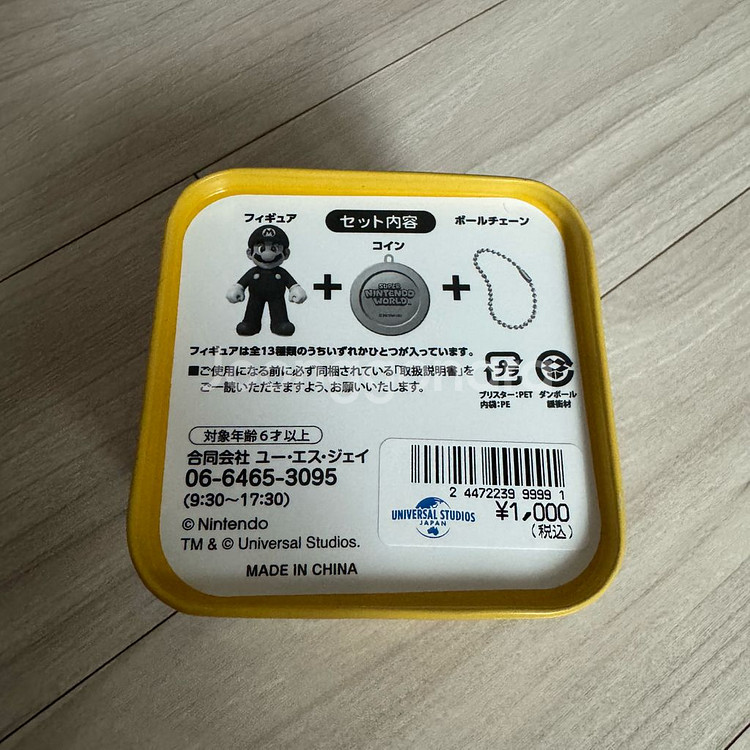 フィギュア
セット内容
ボールチェーン
コイン
M
SUPER
NINTENDO
WORLD
フィギュアは全13種類のうちいずれかひとつが入っています。
■ご使用になる前に必ず同梱されている「取扱説明書」を
ご一読いただきますよう、お願いいたします。
プラ
ブリスター:PET
内袋:PE
ダンボール
緩衝材
対象年齢6才以上
合同会社 ユー・エス・ジェイ
06-6465-3095
(9:30〜17:30)
© Nintendo
TM & © Universal Studios.
MADE IN CHINA
2 4472239 9999 1
UNIVERSAL STUDIOS
JAPAN
¥1,000
(税込)